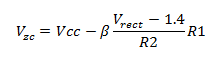 V_zc = Vcc − β (V_rect − 1.4)/R2 R1